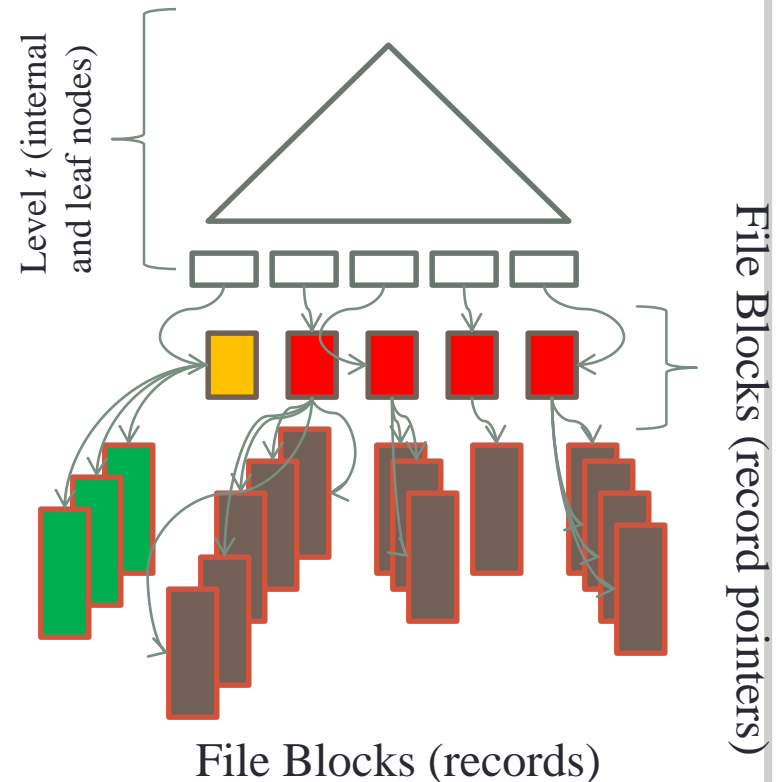 Level t (internal
and leaf nodes)
File Blocks (record pointers)
File Blocks (records)